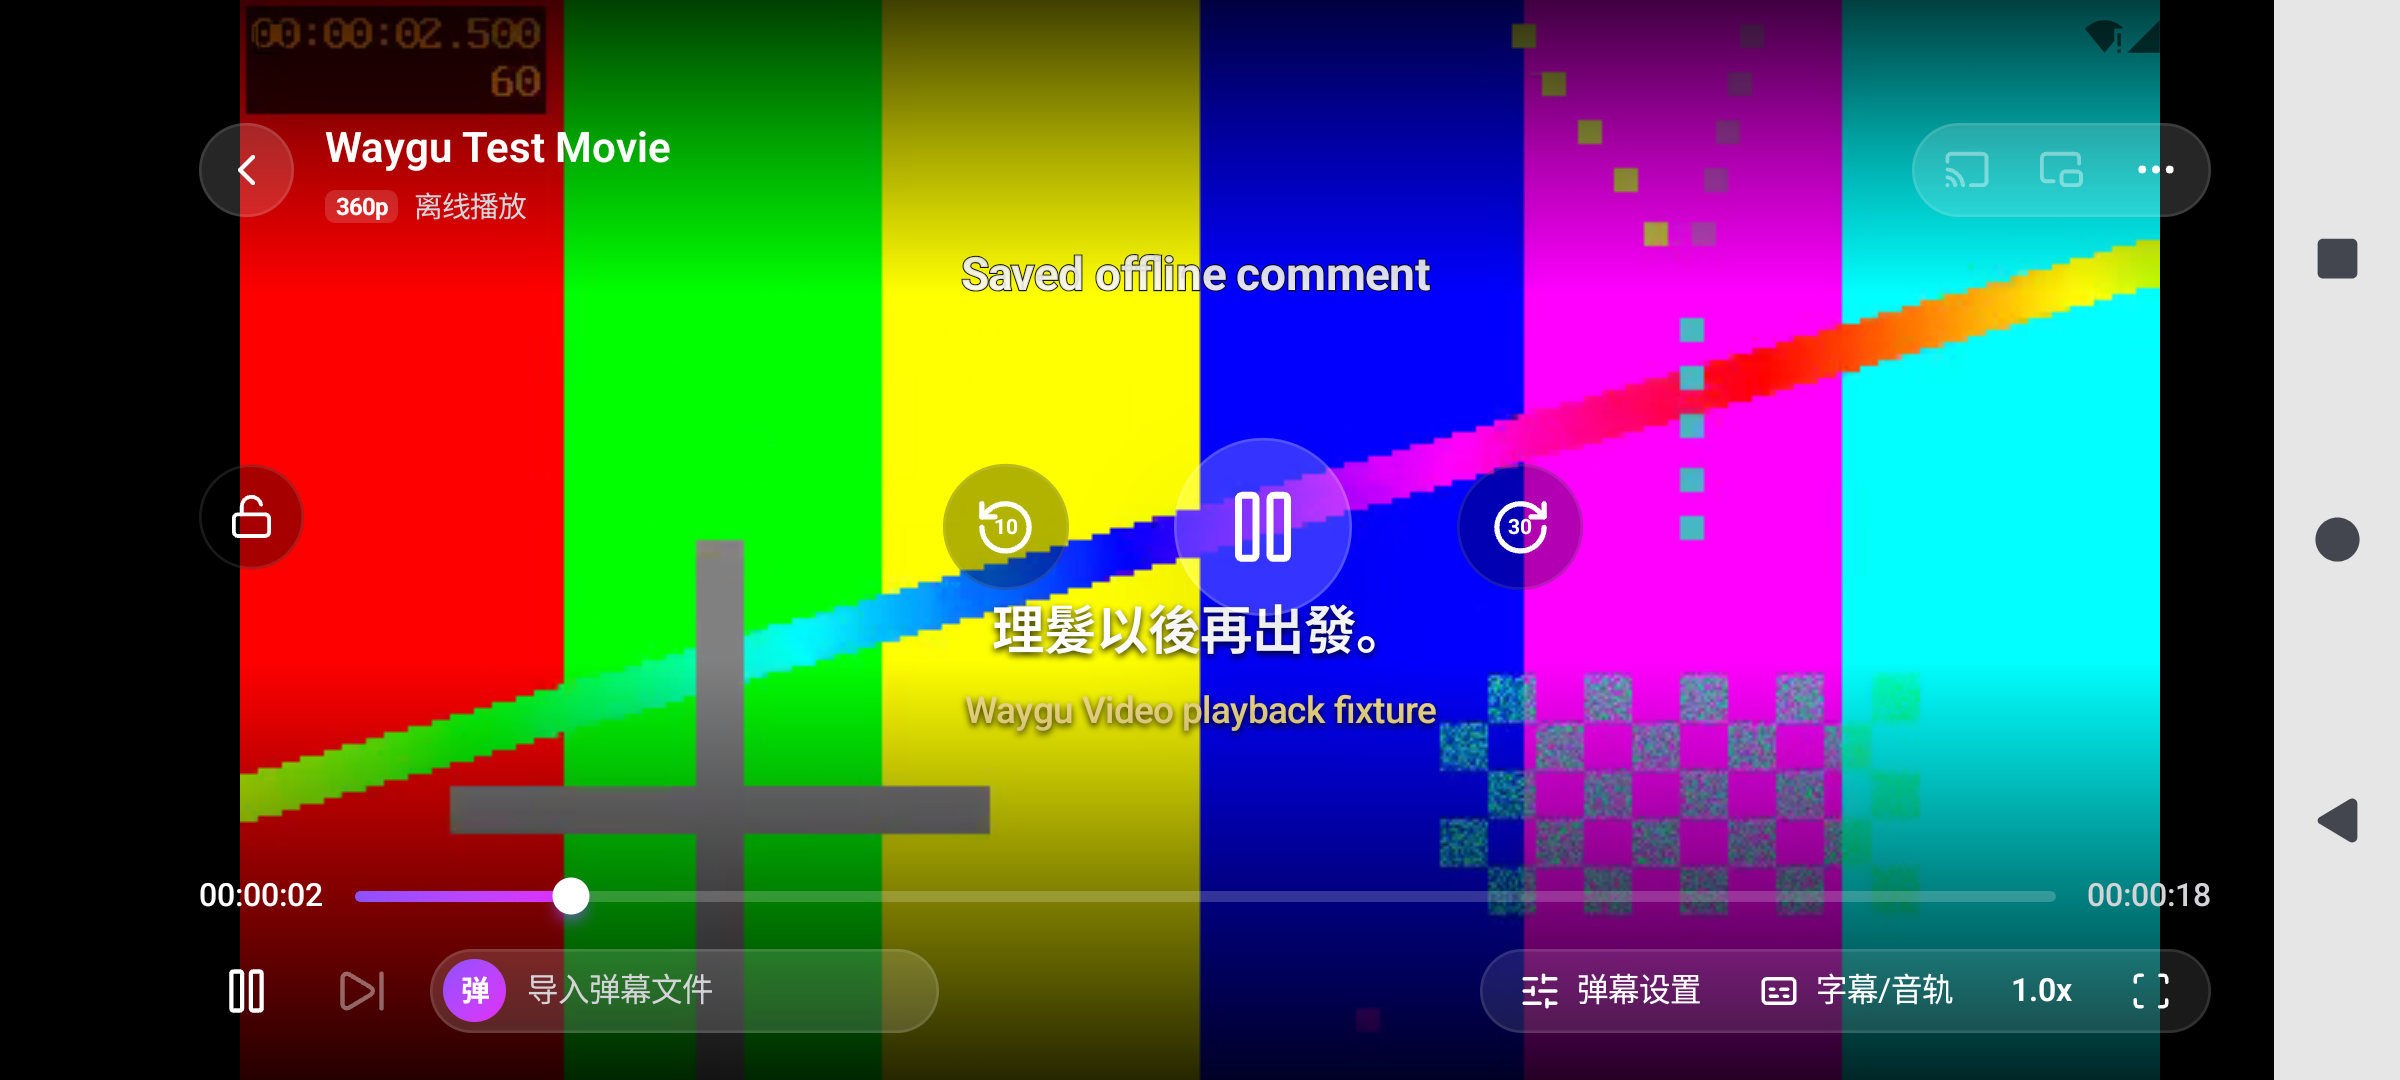 00:00:02.500
60
Waygu Test Movie
360p 离线播放
Saved offline comment
10
30
理髮以後再出發。
Waygu Video playback fixture
00:00:02
00:00:18
弹 导入弹幕文件
弹幕设置
字幕/音轨
1.0x